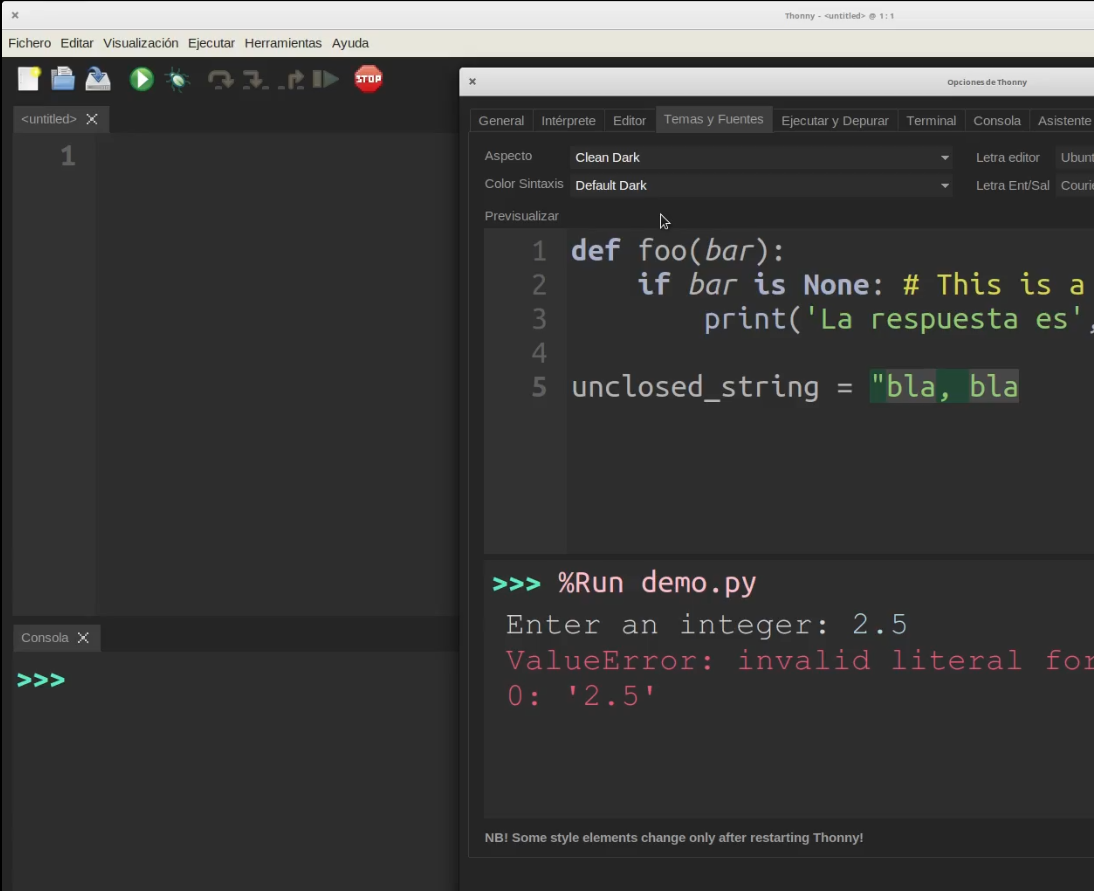 Thonny - <untitled> @ 1:1
Fichero Editar Visualización Ejecutar Herramientas Ayuda
STOP
<untitled>
1
Opciones de Thonny
General Intérprete Editor Temas y Fuentes Ejecutar y Depurar Terminal Consola Asistente
Aspecto Clean Dark Letra editor
Color Sintaxis Default Dark Letra Ent/Sal
Previsualizar
1 def foo(bar):
2 if bar is None: # This is a
3 print('La respuesta es',
4
5 unclosed_string = "bla, bla
>>> %Run demo.py
Enter an integer: 2.5
ValueError: invalid literal for
0: '2.5'
NB! Some style elements change only after restarting Thonny!
Consola
>>>